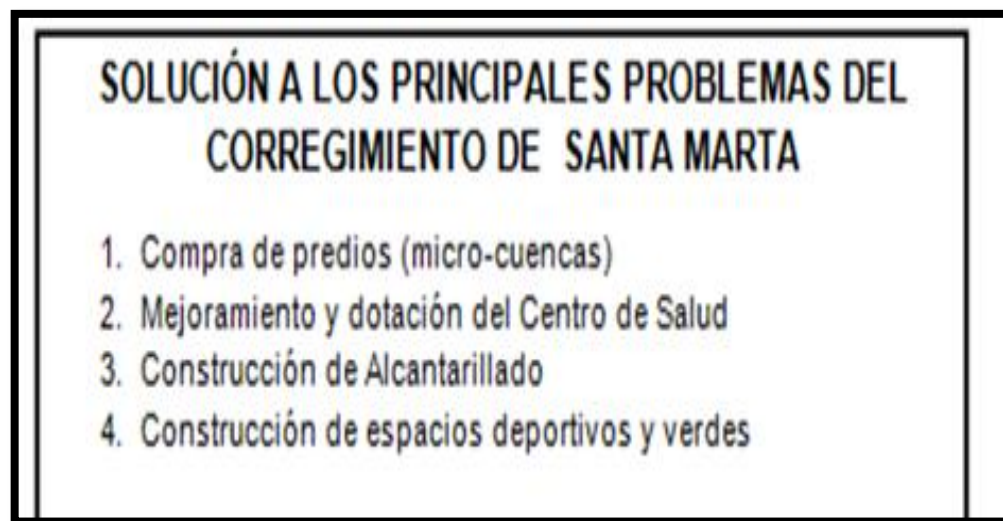 SOLUCIÓN A LOS PRINCIPALES PROBLEMAS DEL
CORREGIMIENTO DE SANTA MARTA
1. Compra de predios (micro-cuencas)
2. Mejoramiento y dotación del Centro de Salud
3. Construcción de Alcantarillado
4. Construcción de espacios deportivos y verdes